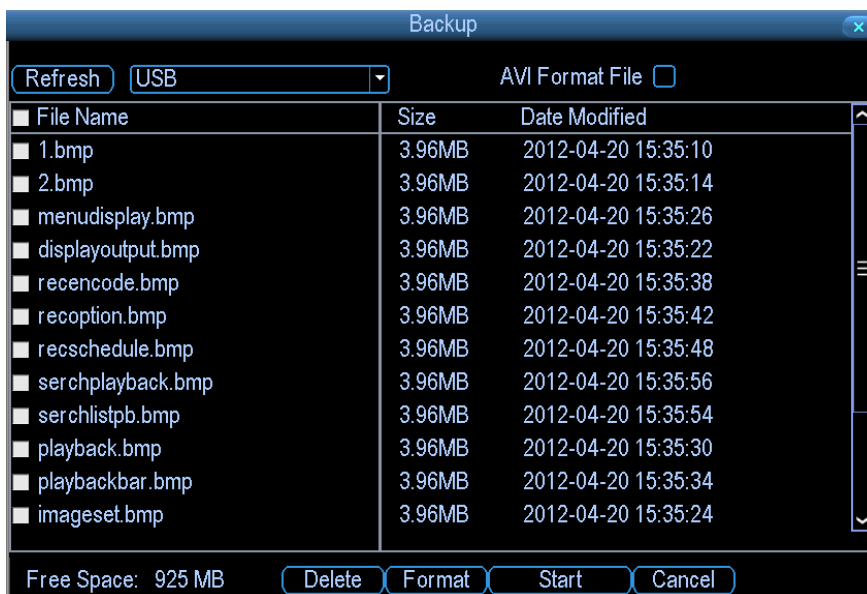 Backup
Refresh USB AVI Format File
File Name Size Date Modified
1.bmp 3.96MB 2012-04-20 15:35:10
2.bmp 3.96MB 2012-04-20 15:35:14
menudisplay.bmp 3.96MB 2012-04-20 15:35:26
displayoutput.bmp 3.96MB 2012-04-20 15:35:22
recencode.bmp 3.96MB 2012-04-20 15:35:38
recoption.bmp 3.96MB 2012-04-20 15:35:42
recschedule.bmp 3.96MB 2012-04-20 15:35:48
serchplayback.bmp 3.96MB 2012-04-20 15:35:56
serchlistpb.bmp 3.96MB 2012-04-20 15:35:54
playback.bmp 3.96MB 2012-04-20 15:35:30
playbackbar.bmp 3.96MB 2012-04-20 15:35:34
imageset.bmp 3.96MB 2012-04-20 15:35:24
Free Space: 925 MB Delete Format Start Cancel